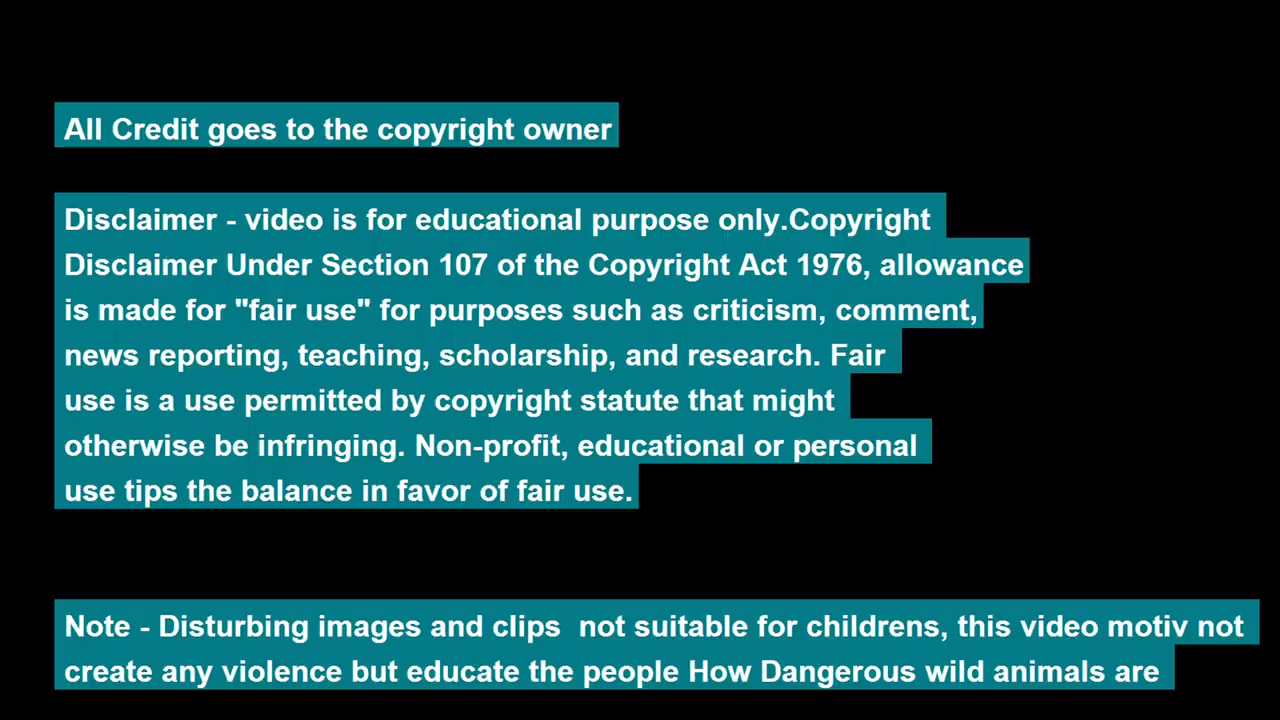 All Credit goes to the copyright owner
Disclaimer - video is for educational purpose only.Copyright
Disclaimer Under Section 107 of the Copyright Act 1976, allowance
is made for "fair use" for purposes such as criticism, comment,
news reporting, teaching, scholarship, and research. Fair
use is a use permitted by copyright statute that might
otherwise be infringing. Non-profit, educational or personal
use tips the balance in favor of fair use.
Note - Disturbing images and clips  not suitable for childrens, this video motiv not
create any violence but educate the people How Dangerous wild animals are